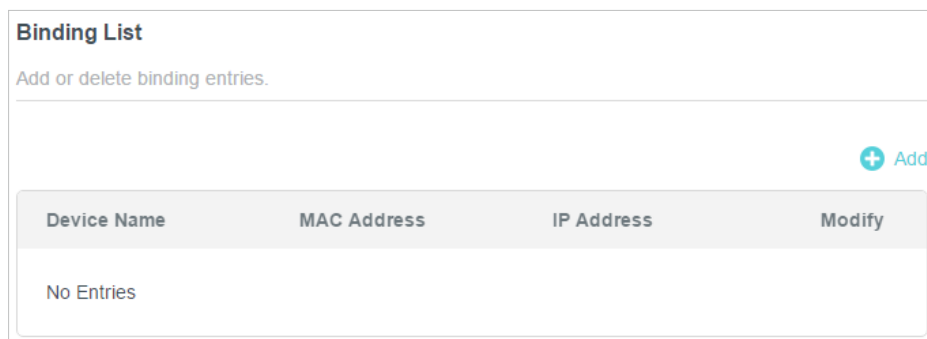 Binding List
Add or delete binding entries.
Add
Device Name MAC Address IP Address Modify
No Entries